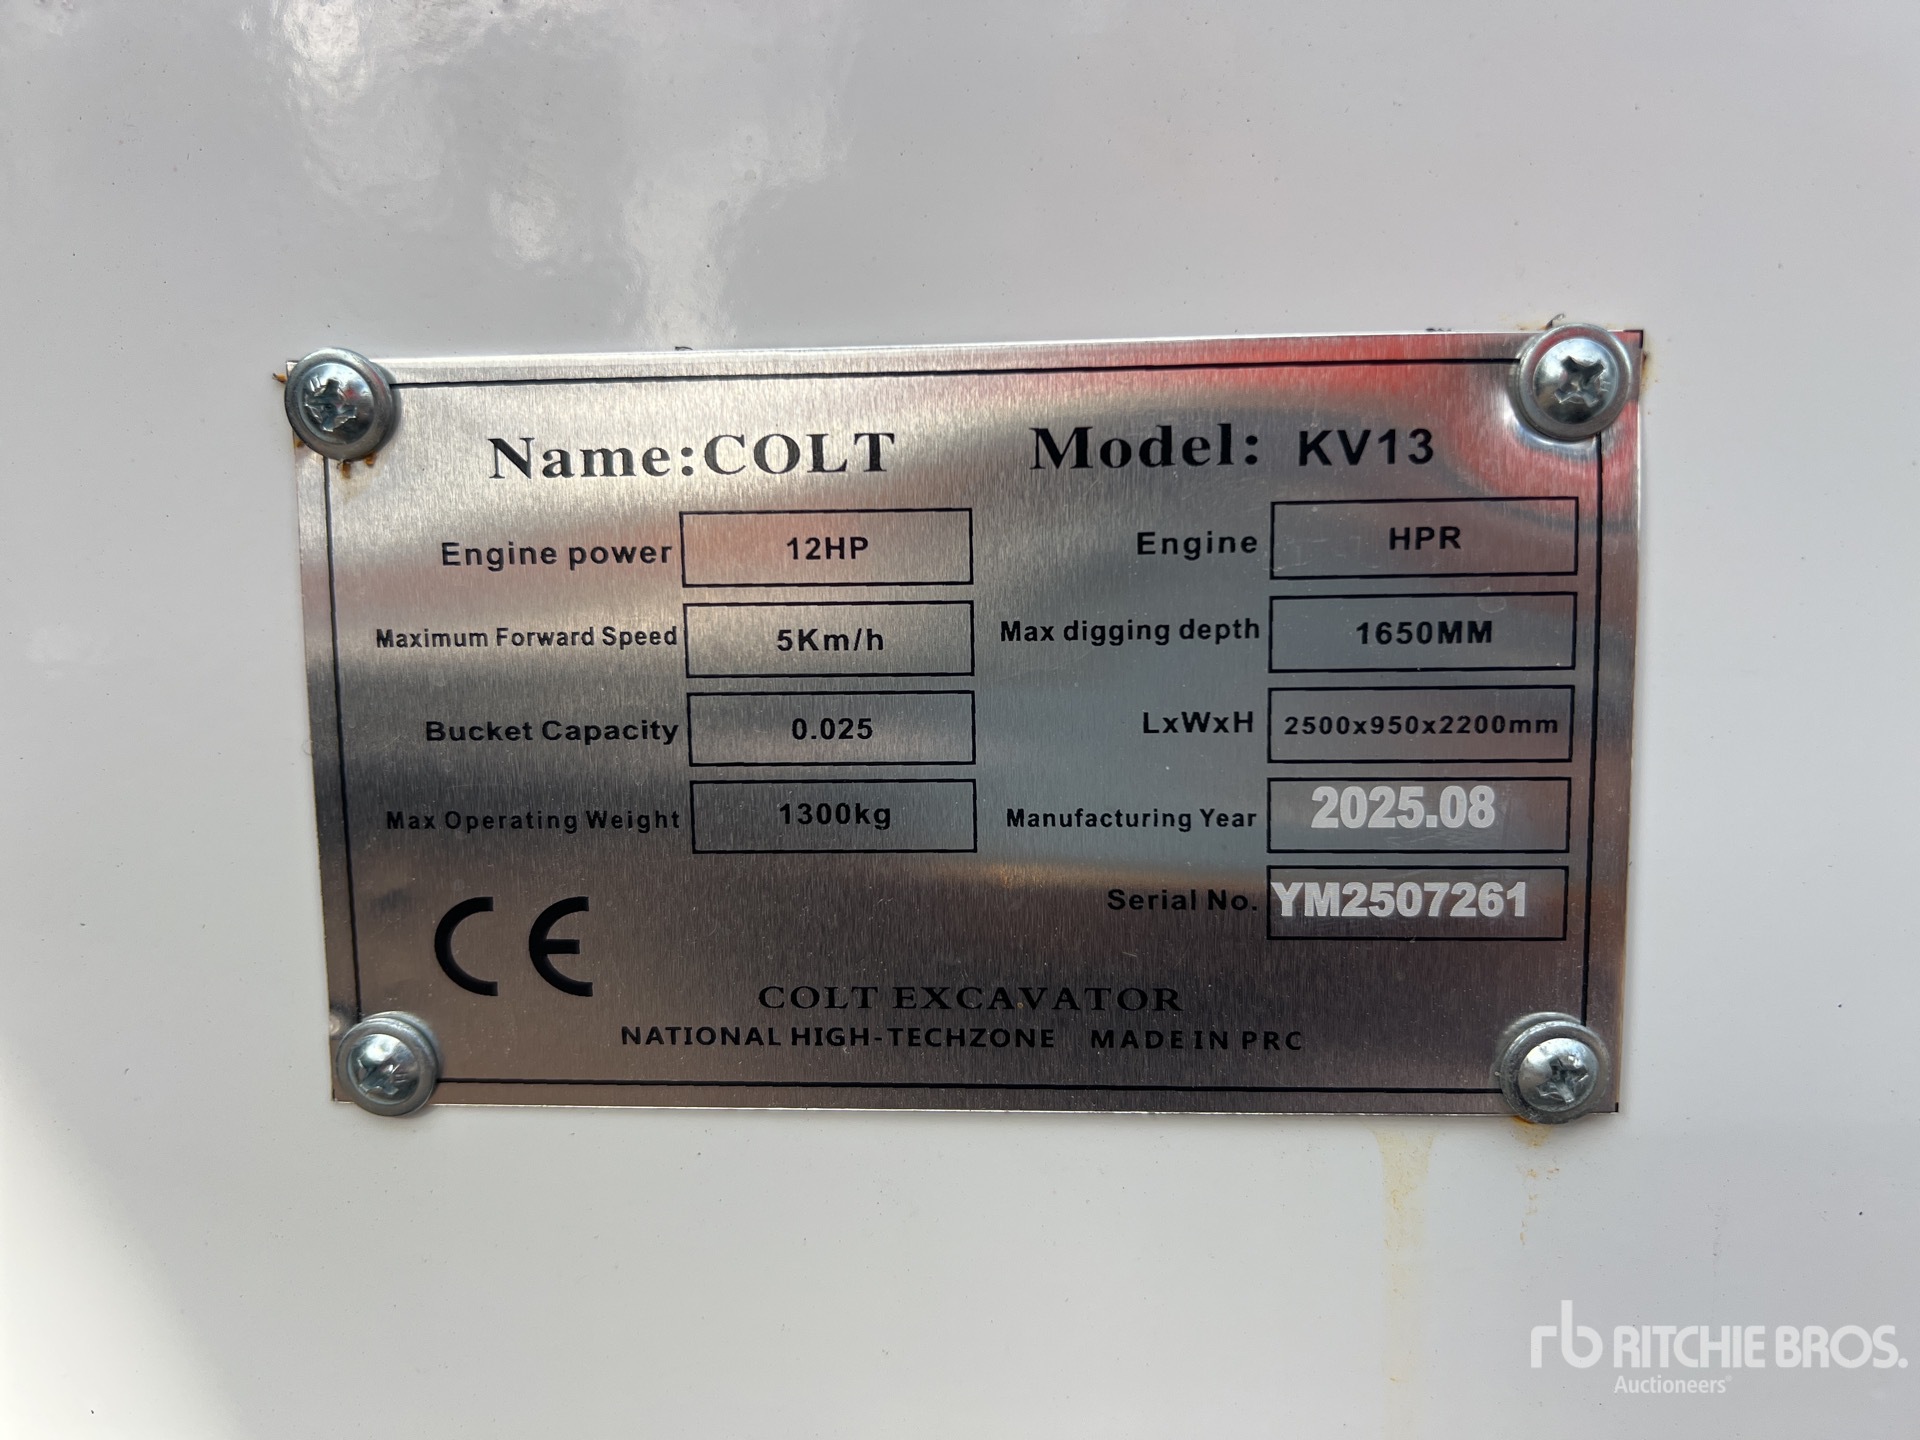 Name:COLT Model: KV13
Engine power 12HP Engine HPR
Maximum Forward Speed 5Km/h Max digging depth 1650MM
Bucket Capacity 0.025 LxWxH 2500x950x2200mm
Max Operating Weight 1300kg Manufacturing Year 2025.08
Serial No. YM2507261
CE
COLT EXCAVATOR
NATIONAL HIGH-TECHZONE MADE IN PRC
rb RITCHIE BROS.
Auctioneers